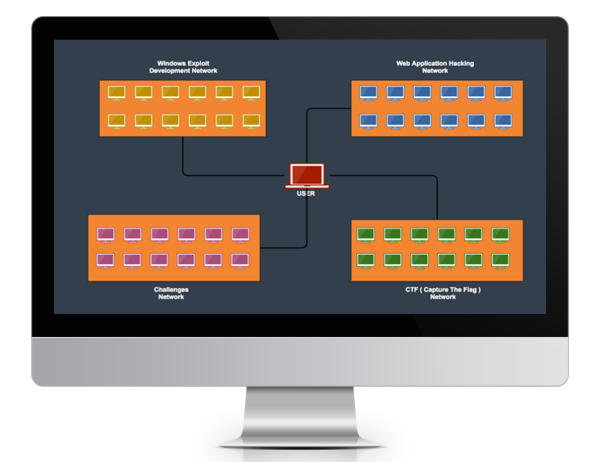 Windows Exploit
Development Network
Web Application Hacking
Network
USER
Challenges
Network
CTF ( Capture The Flag )
Network